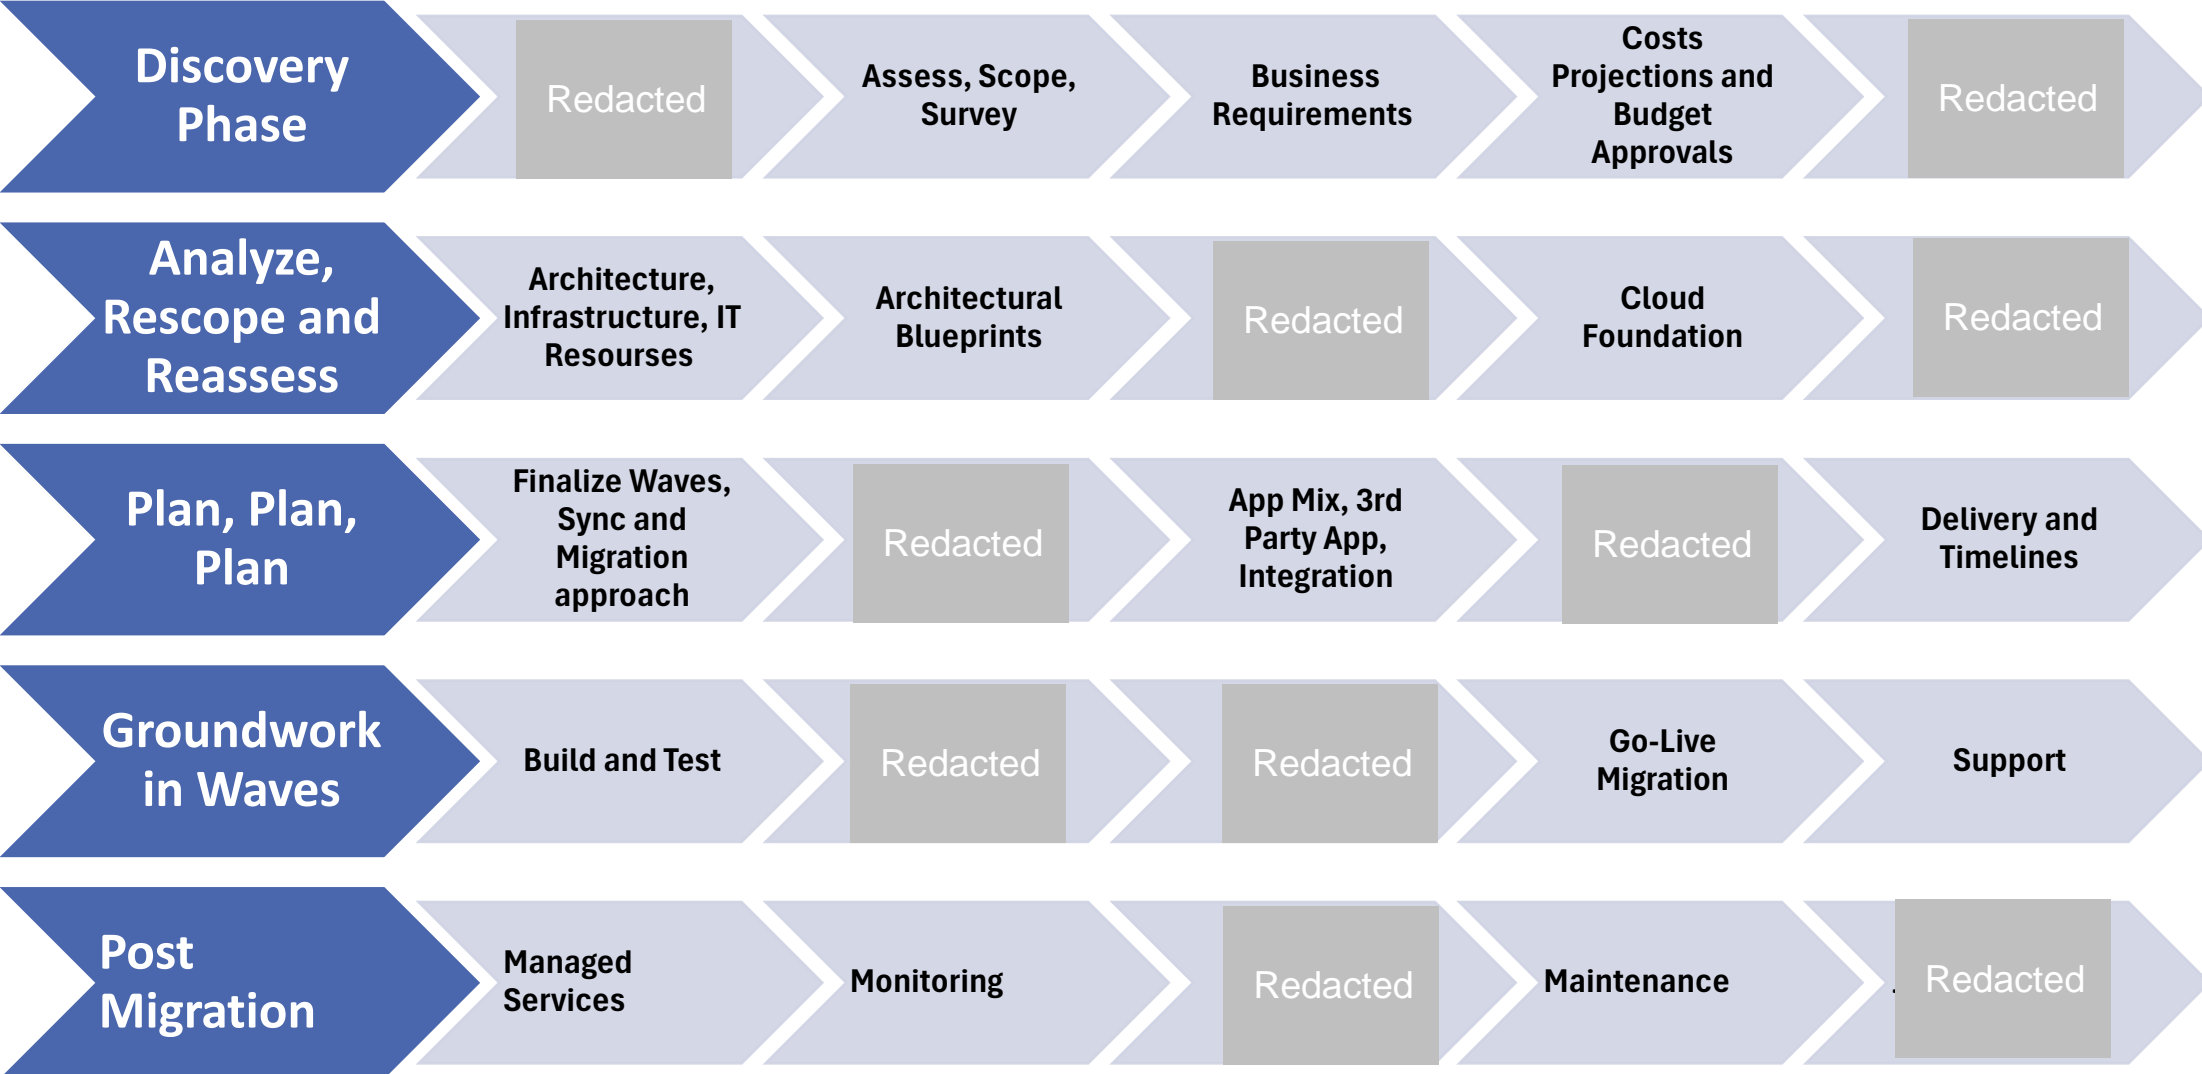 Discovery
Phase
Redacted
Assess, Scope,
Survey
Business
Requirements
Costs
Projections and
Budget
Approvals
Redacted
Analyze,
Rescope and
Reassess
Architecture,
Infrastructure, IT
Resourses
Architectural
Blueprints
Redacted
Cloud
Foundation
Redacted
Plan, Plan,
Plan
Finalize Waves,
Sync and
Migration
approach
Redacted
App Mix, 3rd
Party App,
Integration
Redacted
Delivery and
Timelines
Groundwork
in Waves
Build and Test
Redacted
Redacted
Go-Live
Migration
Support
Post
Migration
Managed
Services
Monitoring
Redacted
Maintenance
Redacted